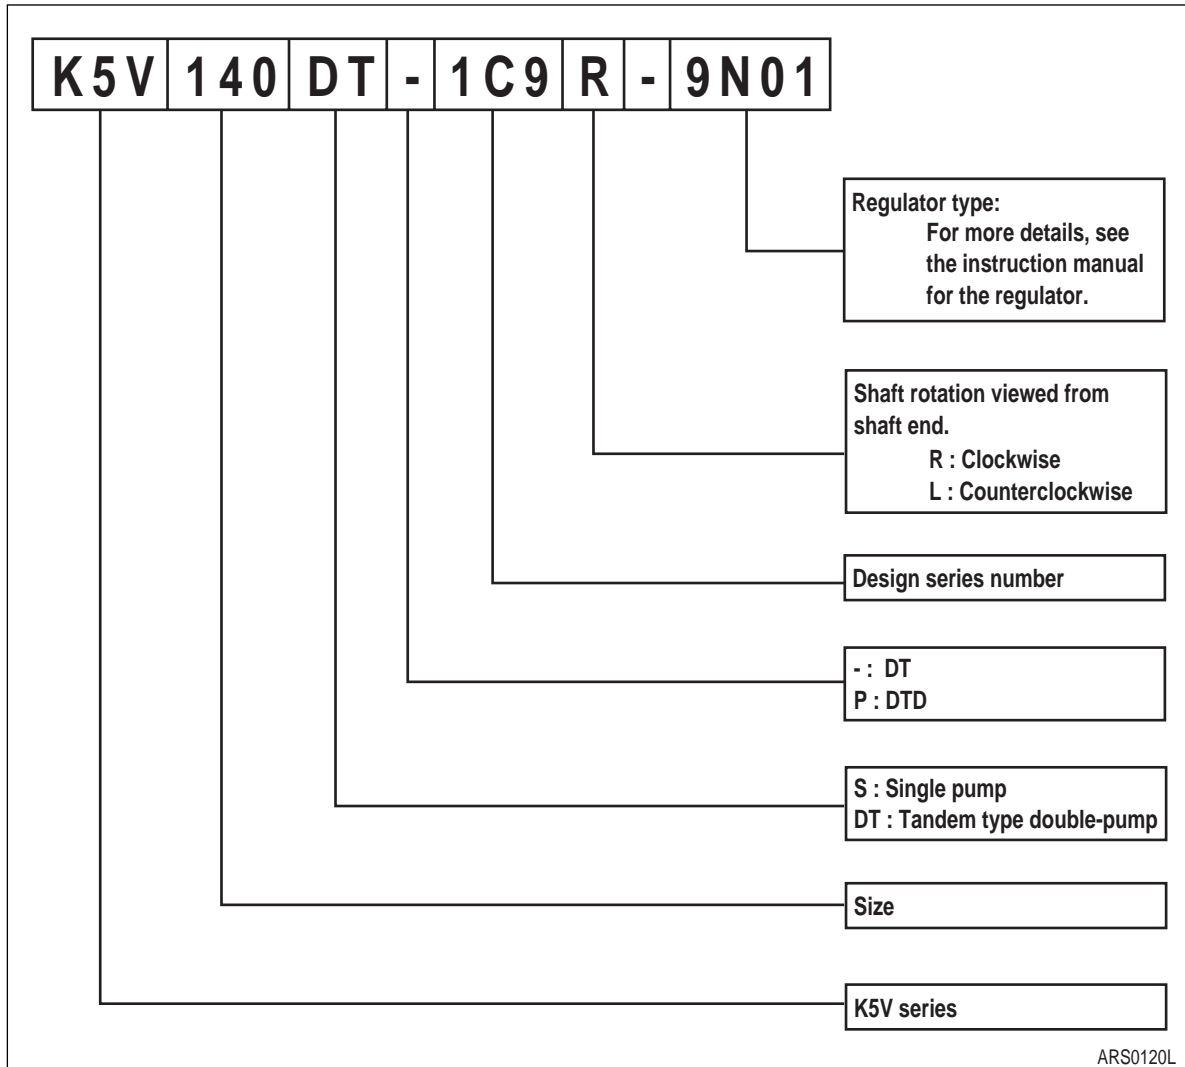 K5V 140 DT - 1C9 R - 9N01
Regulator type:
For more details, see
the instruction manual
for the regulator.
Shaft rotation viewed from
shaft end.
R : Clockwise
L : Counterclockwise
Design series number
- : DT
P : DTD
S : Single pump
DT : Tandem type double-pump
Size
K5V series
ARS0120L